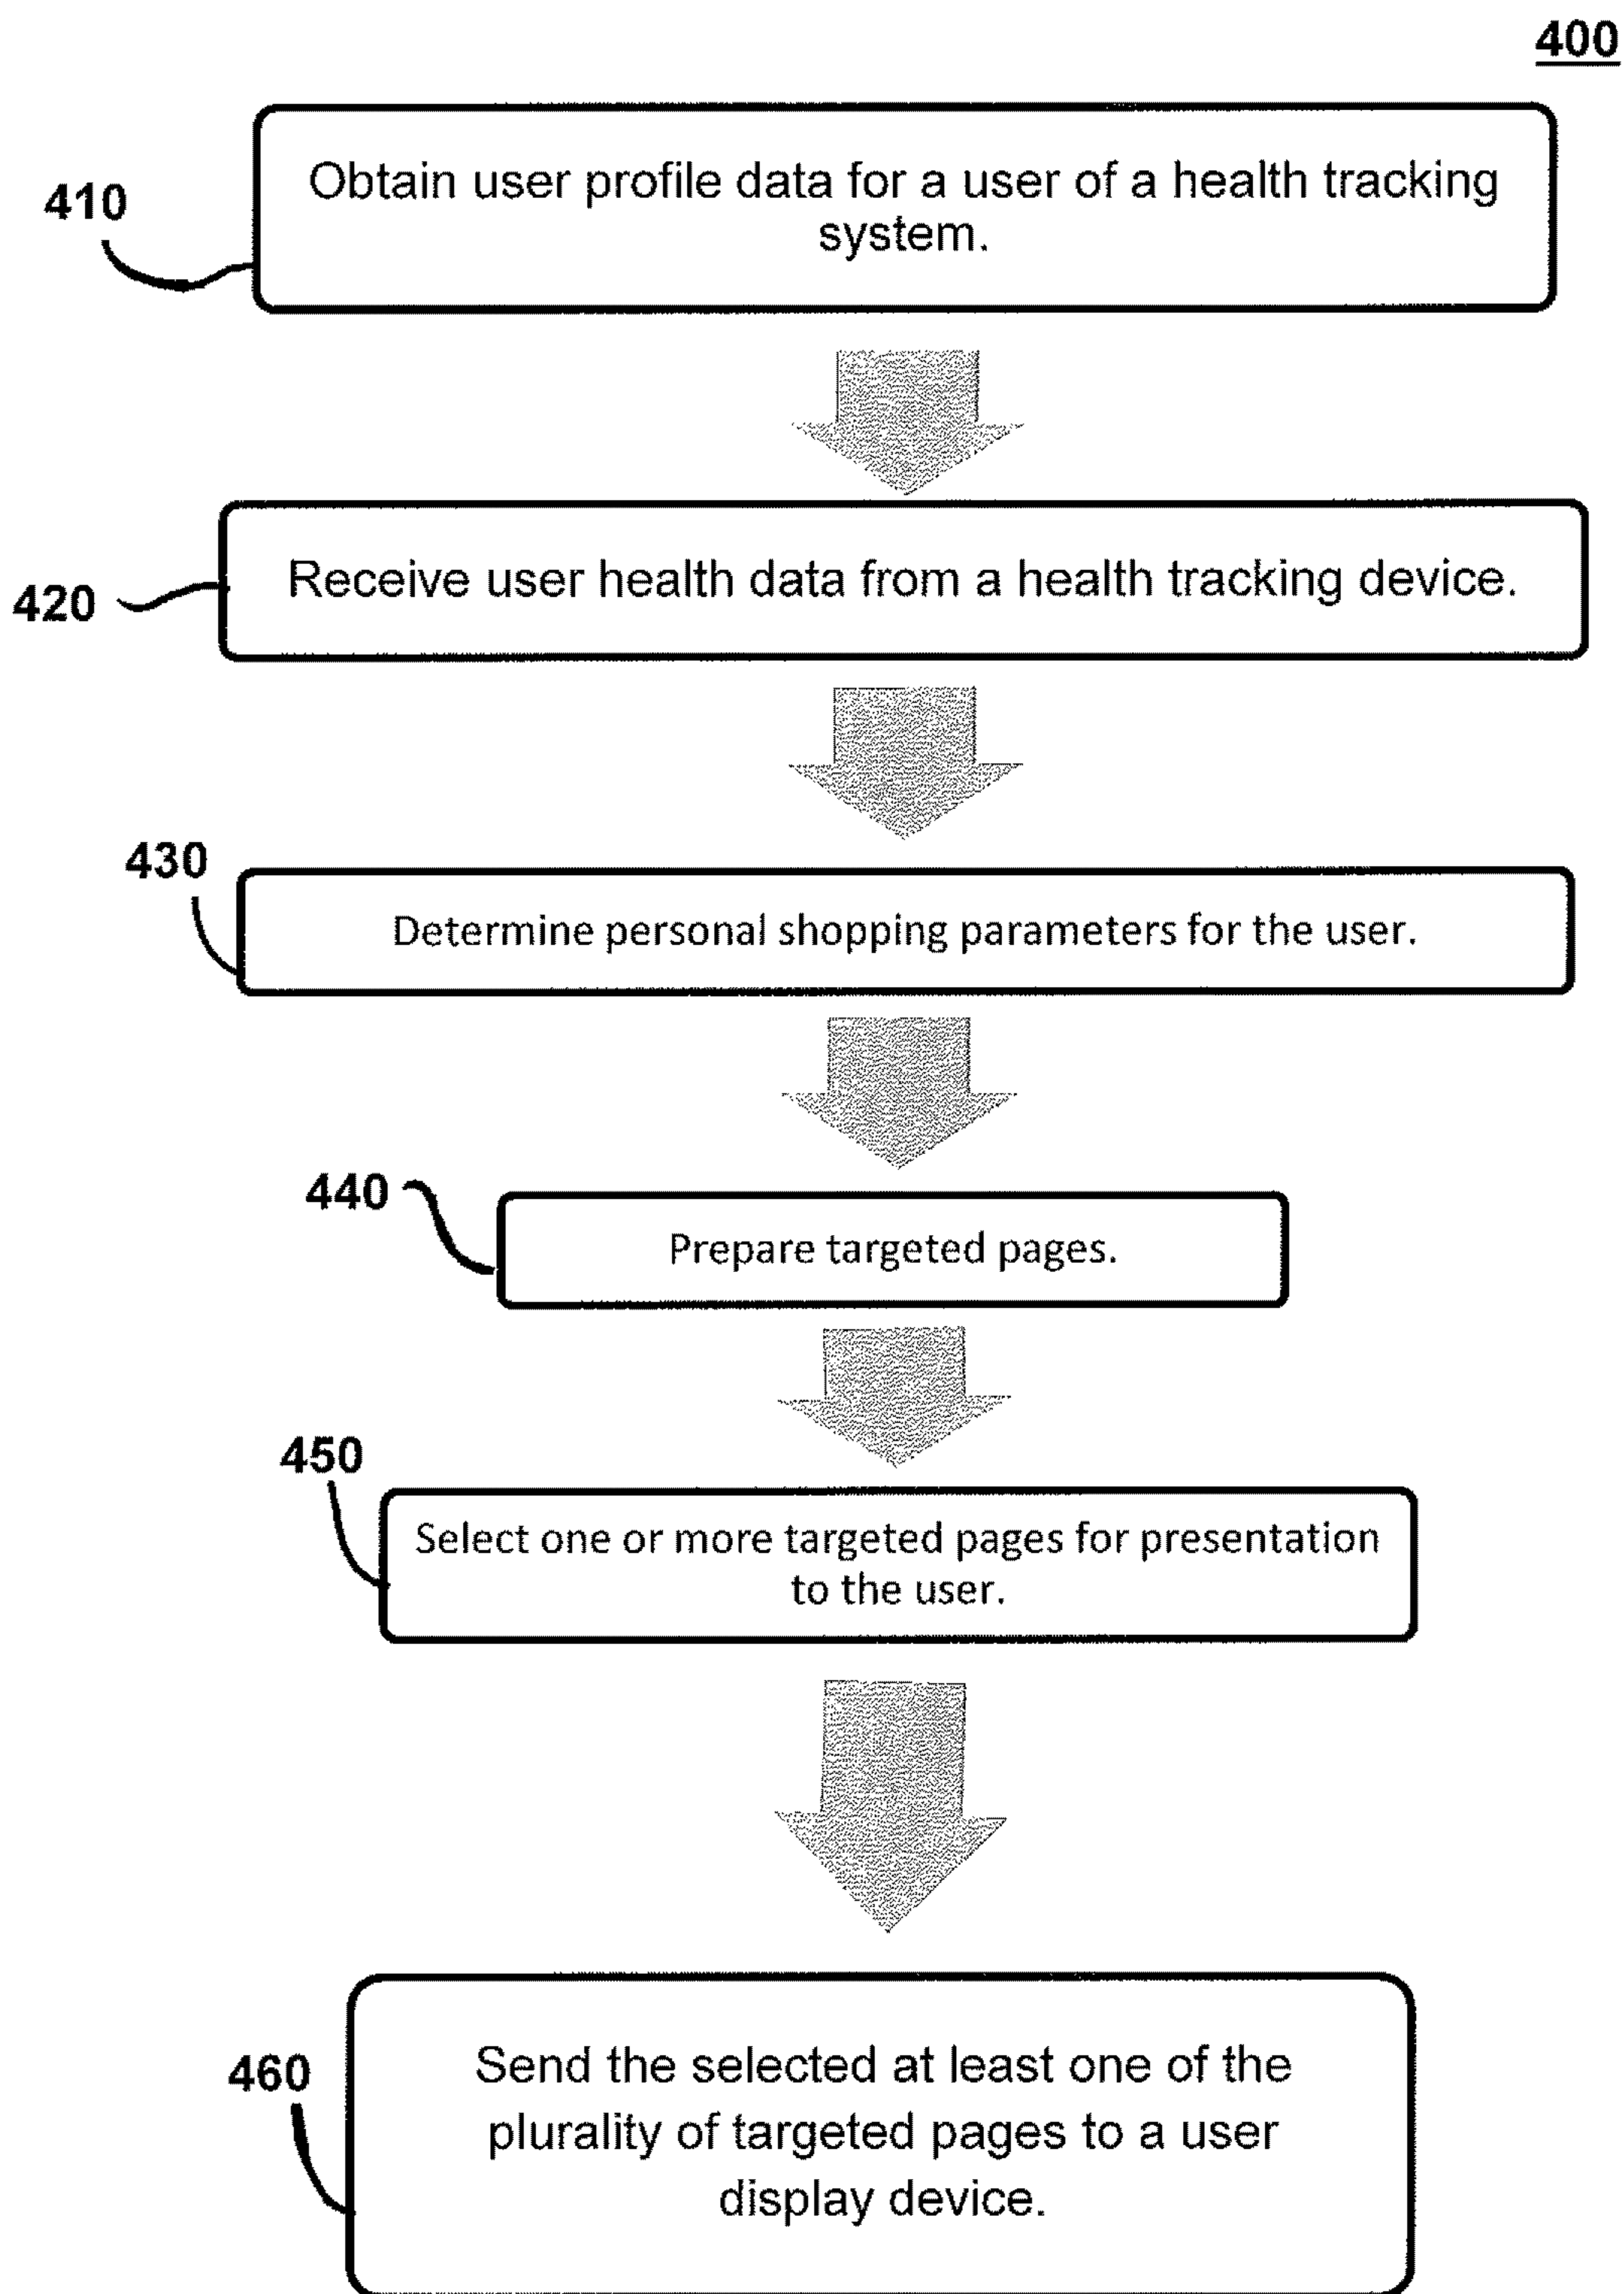 400
410
Obtain user profile data for a user of a health tracking
system.
420
Receive user health data from a health tracking device.
430
Determine personal shopping parameters for the user.
440
Prepare targeted pages.
450
Select one or more targeted pages for presentation
to the user.
460
Send the selected at least one of the
plurality of targeted pages to a user
display device.